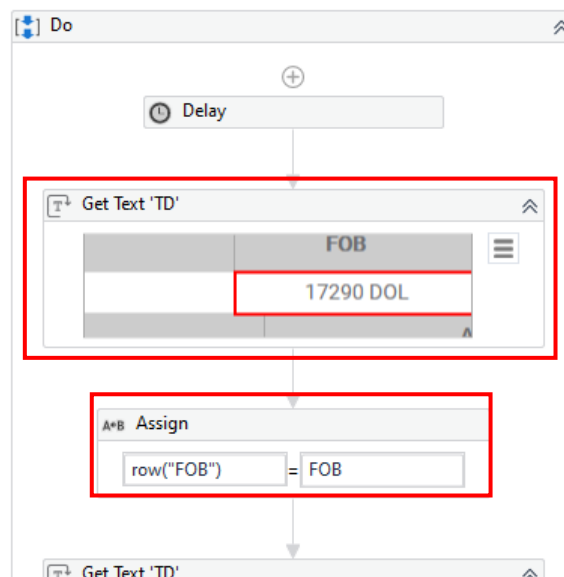 Do
Delay
Get Text 'TD'
FOB
17290 DOL
A
A*B Assign
row("FOB") = FOB
Get Text 'TD'